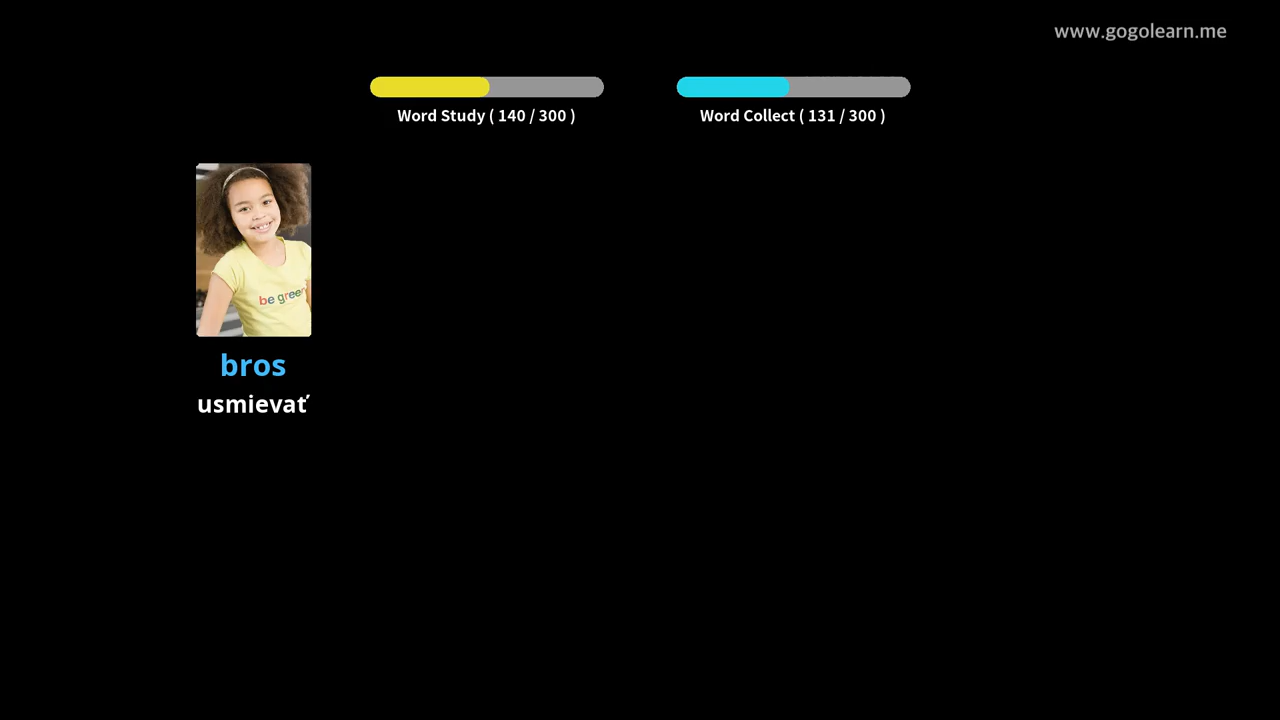 www.gogolearn.me
Word Study ( 140 / 300 )
Word Collect ( 131 / 300 )
be green
bros
usmievať